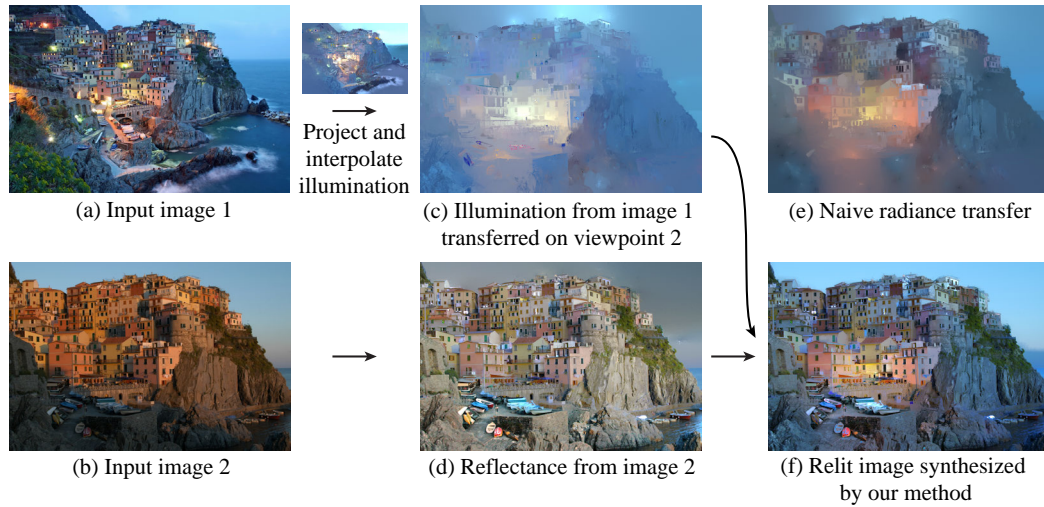 Project and
interpolate
illumination
(a) Input image 1
(c) Illumination from image 1
transferred on viewpoint 2
(e) Naive radiance transfer
(b) Input image 2
(d) Reflectance from image 2
(f) Relit image synthesized
by our method